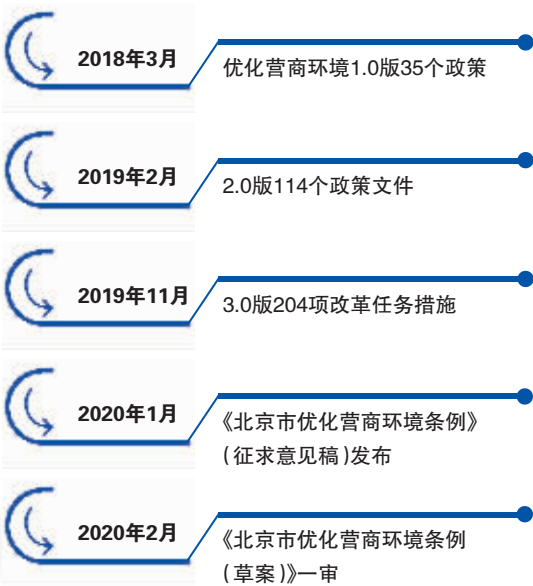 2018年3月
优化营商环境1.0版35个政策
2019年2月
2.0版114个政策文件
2019年11月
3.0版204项改革任务措施
2020年1月
《北京市优化营商环境条例》
(征求意见稿)发布
2020年2月
《北京市优化营商环境条例
(草案)》一审